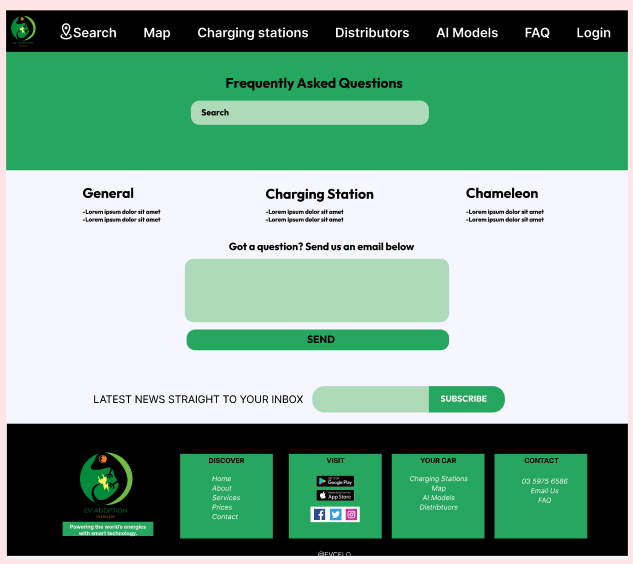 Search Map Charging stations Distributors AI Models FAQ Login
Frequently Asked Questions
Search
General
-Lorem ipsum dolor sit amet
-Lorem ipsum dolor sit amet
Charging Station
-Lorem ipsum dolor sit amet
-Lorem ipsum dolor sit amet
Chameleon
-Lorem ipsum dolor sit amet
-Lorem ipsum dolor sit amet
Got a question? Send us an email below
SEND
LATEST NEWS STRAIGHT TO YOUR INBOX
SUBSCRIBE
EV ADOPTION
Powering the world's energies
with smart technology.
DISCOVER
Home
About
Services
Prices
Contact
VISIT
Google Play
App Store
YOUR CAR
Charging Stations
Map
AI Models
Distribtuors
CONTACT
03 5975 6586
Email Us
FAQ
@EVCFLO